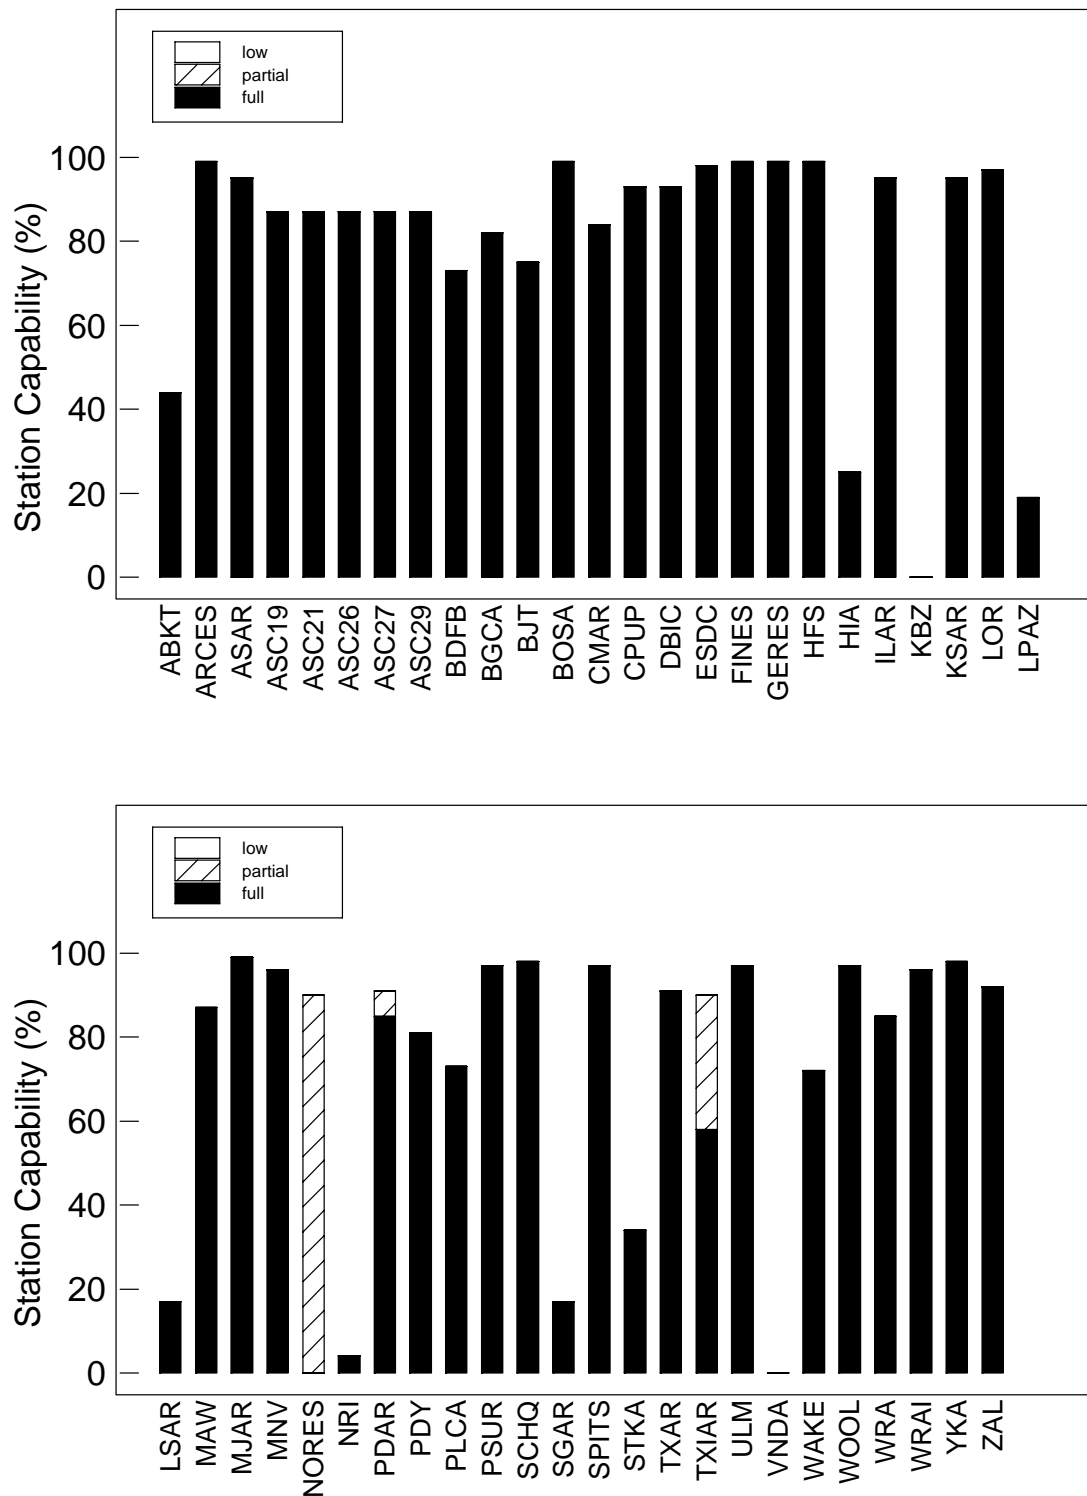 low
partial
full
Station Capability (%)
100
80
60
40
20
0
ABKT
ARCES
ASAR
ASC19
ASC21
ASC26
ASC27
ASC29
BDFB
BGCA
BJT
BOSA
CMAR
CPUP
DBIC
ESDC
FINES
GERES
HFS
HIA
ILAR
KBZ
KSAR
LOR
LPAZ
low
partial
full
Station Capability (%)
100
80
60
40
20
0
LSAR
MAW
MJAR
MNV
NORES
NRI
PDAR
PDY
PLCA
PSUR
SCHQ
SGAR
SPITS
STKA
TXAR
TXIAR
ULM
VNDA
WAKE
WOOL
WRA
WRAI
YKA
ZAL